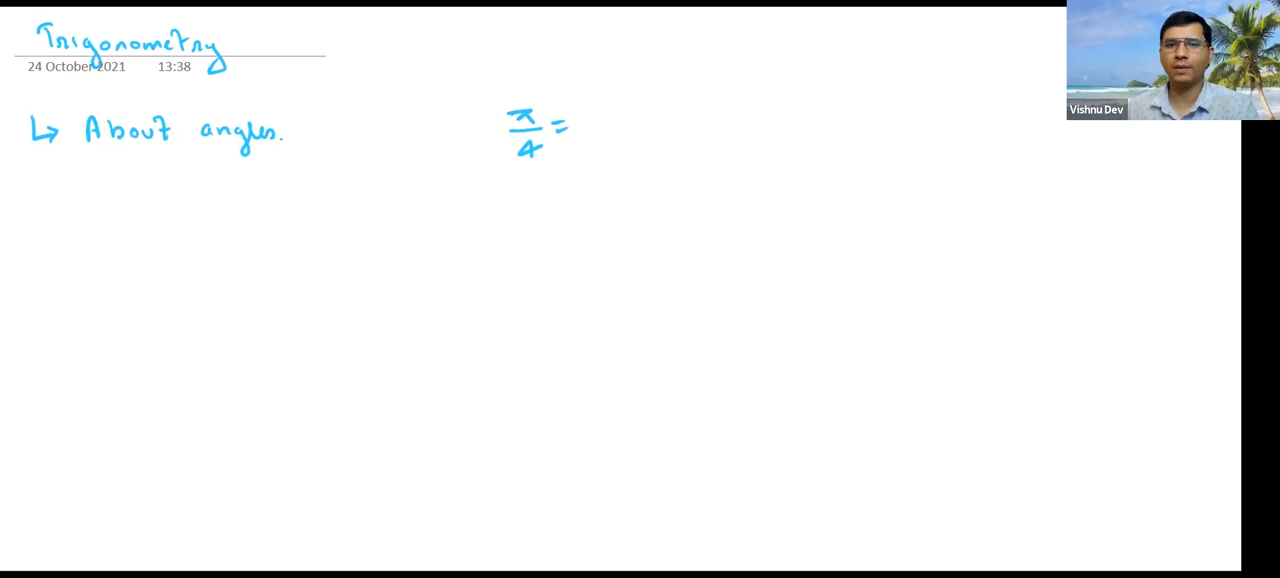 Trigonometry
24 October 2021 13:38
Vishnu Dev
↳ About angles.
π/4 =